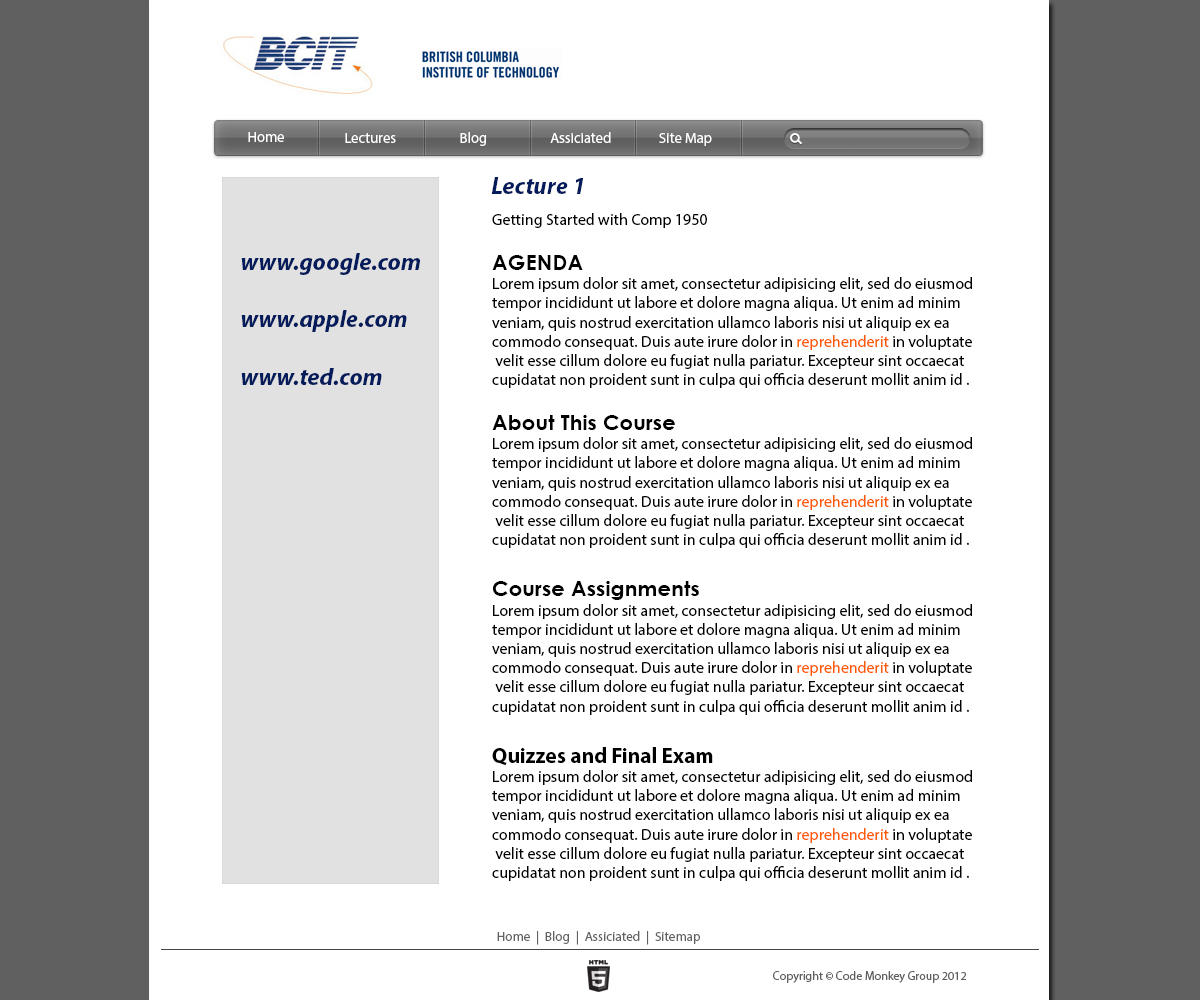 BCIT
BRITISH COLUMBIA
INSTITUTE OF TECHNOLOGY
Home Lectures Blog Assiciated Site Map
www.google.com
www.apple.com
www.ted.com
Lecture 1
Getting Started with Comp 1950
AGENDA
Lorem ipsum dolor sit amet, consectetur adipisicing elit, sed do eiusmod
tempor incididunt ut labore et dolore magna aliqua. Ut enim ad minim
veniam, quis nostrud exercitation ullamco laboris nisi ut aliquip ex ea
commodo consequat. Duis aute irure dolor in reprehenderit in voluptate
velit esse cillum dolore eu fugiat nulla pariatur. Excepteur sint occaecat
cupidatat non proident sunt in culpa qui officia deserunt mollit anim id .
About This Course
Lorem ipsum dolor sit amet, consectetur adipisicing elit, sed do eiusmod
tempor incididunt ut labore et dolore magna aliqua. Ut enim ad minim
veniam, quis nostrud exercitation ullamco laboris nisi ut aliquip ex ea
commodo consequat. Duis aute irure dolor in reprehenderit in voluptate
velit esse cillum dolore eu fugiat nulla pariatur. Excepteur sint occaecat
cupidatat non proident sunt in culpa qui officia deserunt mollit anim id .
Course Assignments
Lorem ipsum dolor sit amet, consectetur adipisicing elit, sed do eiusmod
tempor incididunt ut labore et dolore magna aliqua. Ut enim ad minim
veniam, quis nostrud exercitation ullamco laboris nisi ut aliquip ex ea
commodo consequat. Duis aute irure dolor in reprehenderit in voluptate
velit esse cillum dolore eu fugiat nulla pariatur. Excepteur sint occaecat
cupidatat non proident sunt in culpa qui officia deserunt mollit anim id .
Quizzes and Final Exam
Lorem ipsum dolor sit amet, consectetur adipisicing elit, sed do eiusmod
tempor incididunt ut labore et dolore magna aliqua. Ut enim ad minim
veniam, quis nostrud exercitation ullamco laboris nisi ut aliquip ex ea
commodo consequat. Duis aute irure dolor in reprehenderit in voluptate
velit esse cillum dolore eu fugiat nulla pariatur. Excepteur sint occaecat
cupidatat non proident sunt in culpa qui officia deserunt mollit anim id .
Home | Blog | Assiciated | Sitemap
HTML
5
Copyright © Code Monkey Group 2012